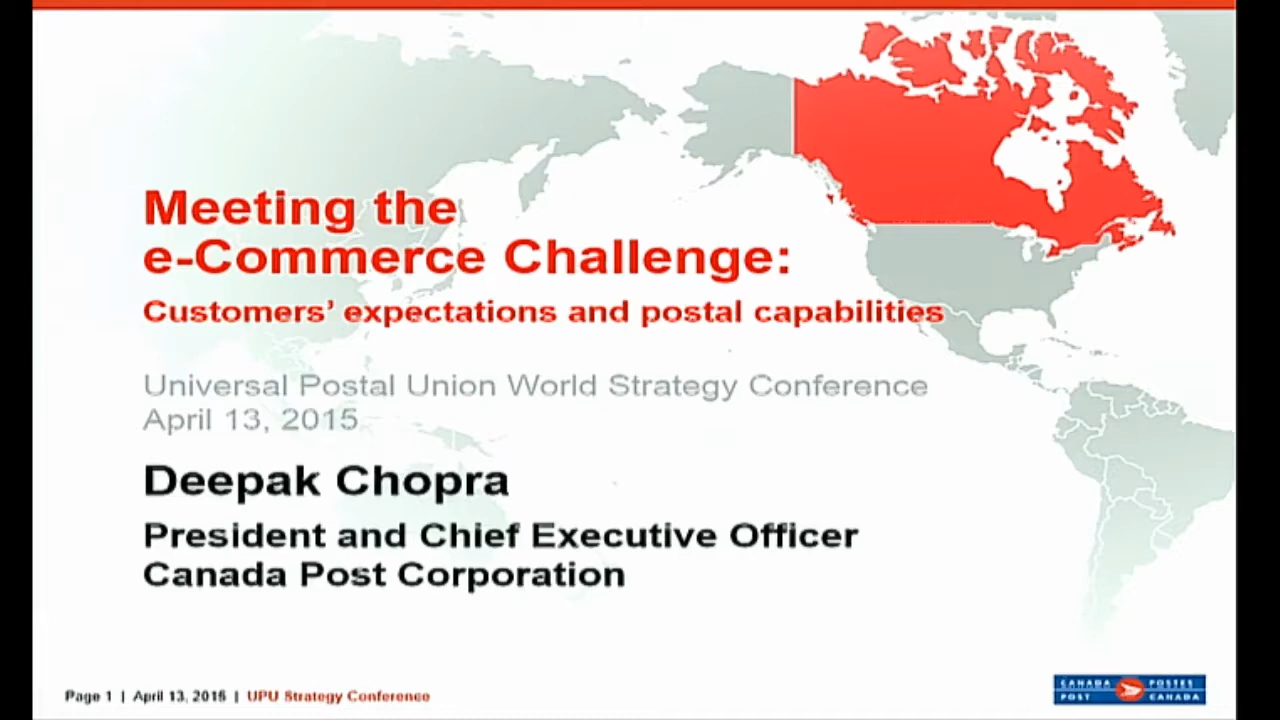 Meeting the
e-Commerce Challenge:
Customers' expectations and postal capabilities
Universal Postal Union World Strategy Conference
April 13, 2015
Deepak Chopra
President and Chief Executive Officer
Canada Post Corporation
Page 1 | April 13, 2015 | UPU Strategy Conference
CANADA POSTES
POST CANADA